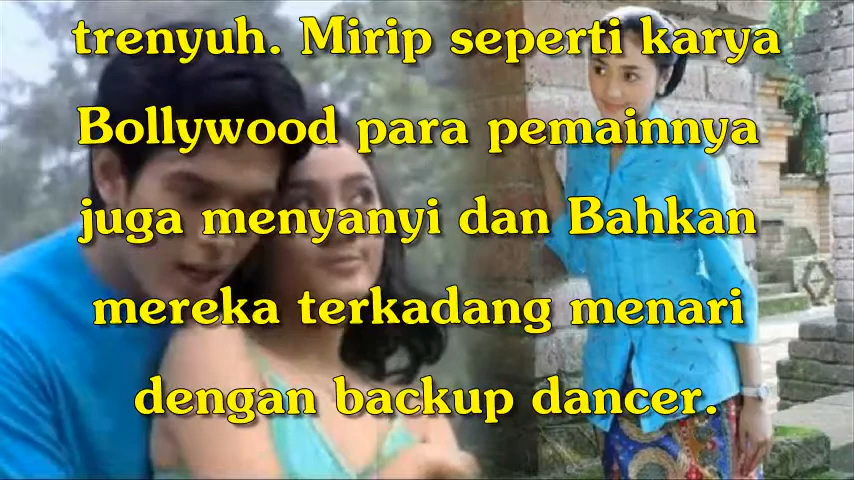 trenyuh. Mirip seperti karya
Bollywood para pemainnya
juga menyanyi dan Bahkan
mereka terkadang menari
dengan backup dancer.